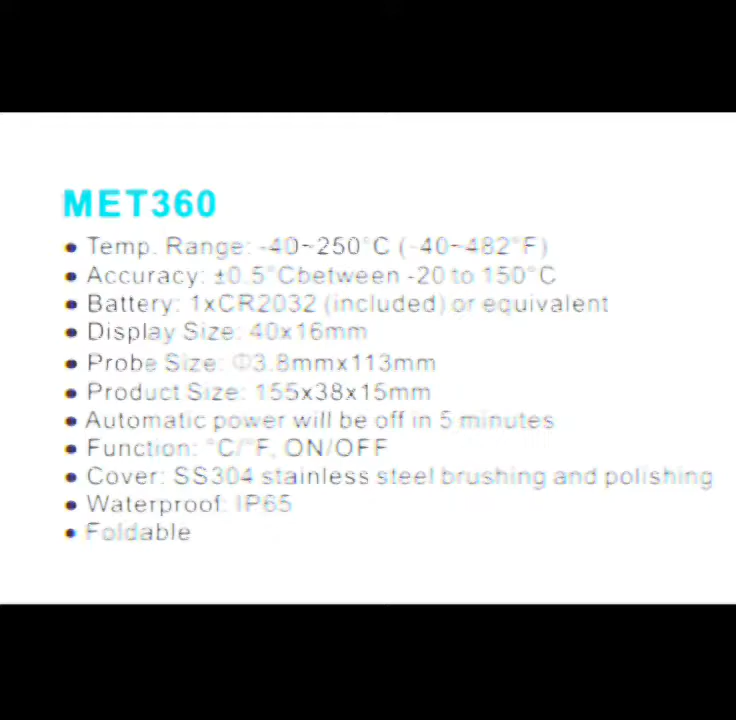 MET360
● Temp. Range: -40~250°C (-40~482°F)
● Accuracy: ±0.5°Cbetween -20 to 150°C
● Battery: 1xCR2032 (included) or equivalent
● Display Size: 40x16mm
● Probe Size: Φ3.8mmx113mm
● Product Size: 155x38x15mm
● Automatic power will be off in 5 minutes
● Function: °C/°F, ON/OFF
● Cover: SS304 stainless steel brushing and polishing
● Waterproof: IP65
● Foldable